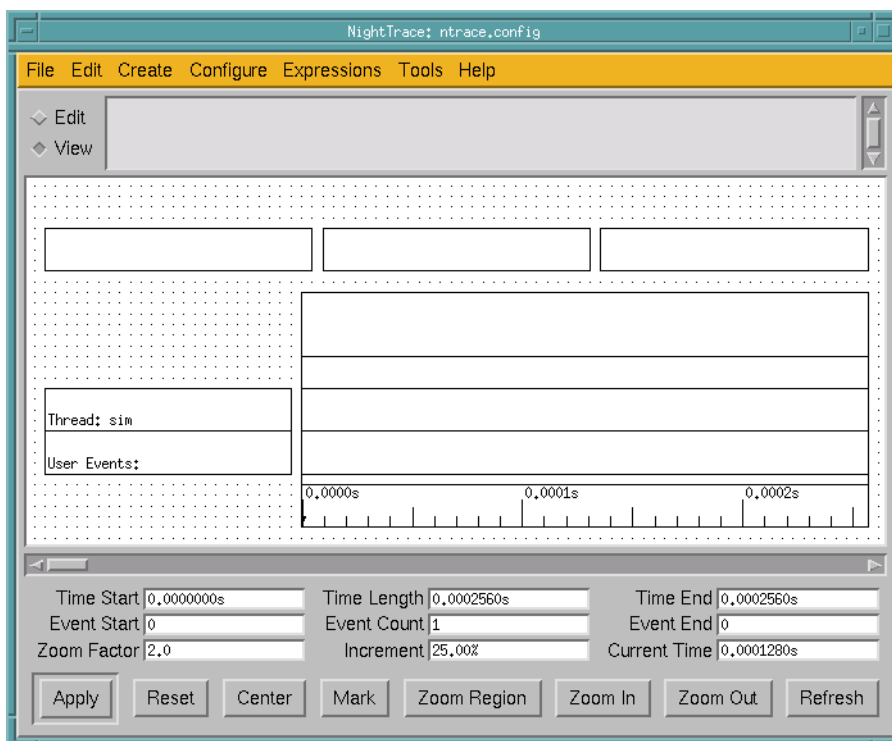 NightTrace: ntrace.config
File Edit Create Configure Expressions Tools Help
Edit
View
Thread: sim
User Events:
0.0000s 0.0001s 0.0002s
Time Start 0.0000000s Time Length 0.0002560s Time End 0.0002560s
Event Start 0 Event Count 1 Event End 0
Zoom Factor 2.0 Increment 25.00% Current Time 0.0001280s
Apply Reset Center Mark Zoom Region Zoom In Zoom Out Refresh